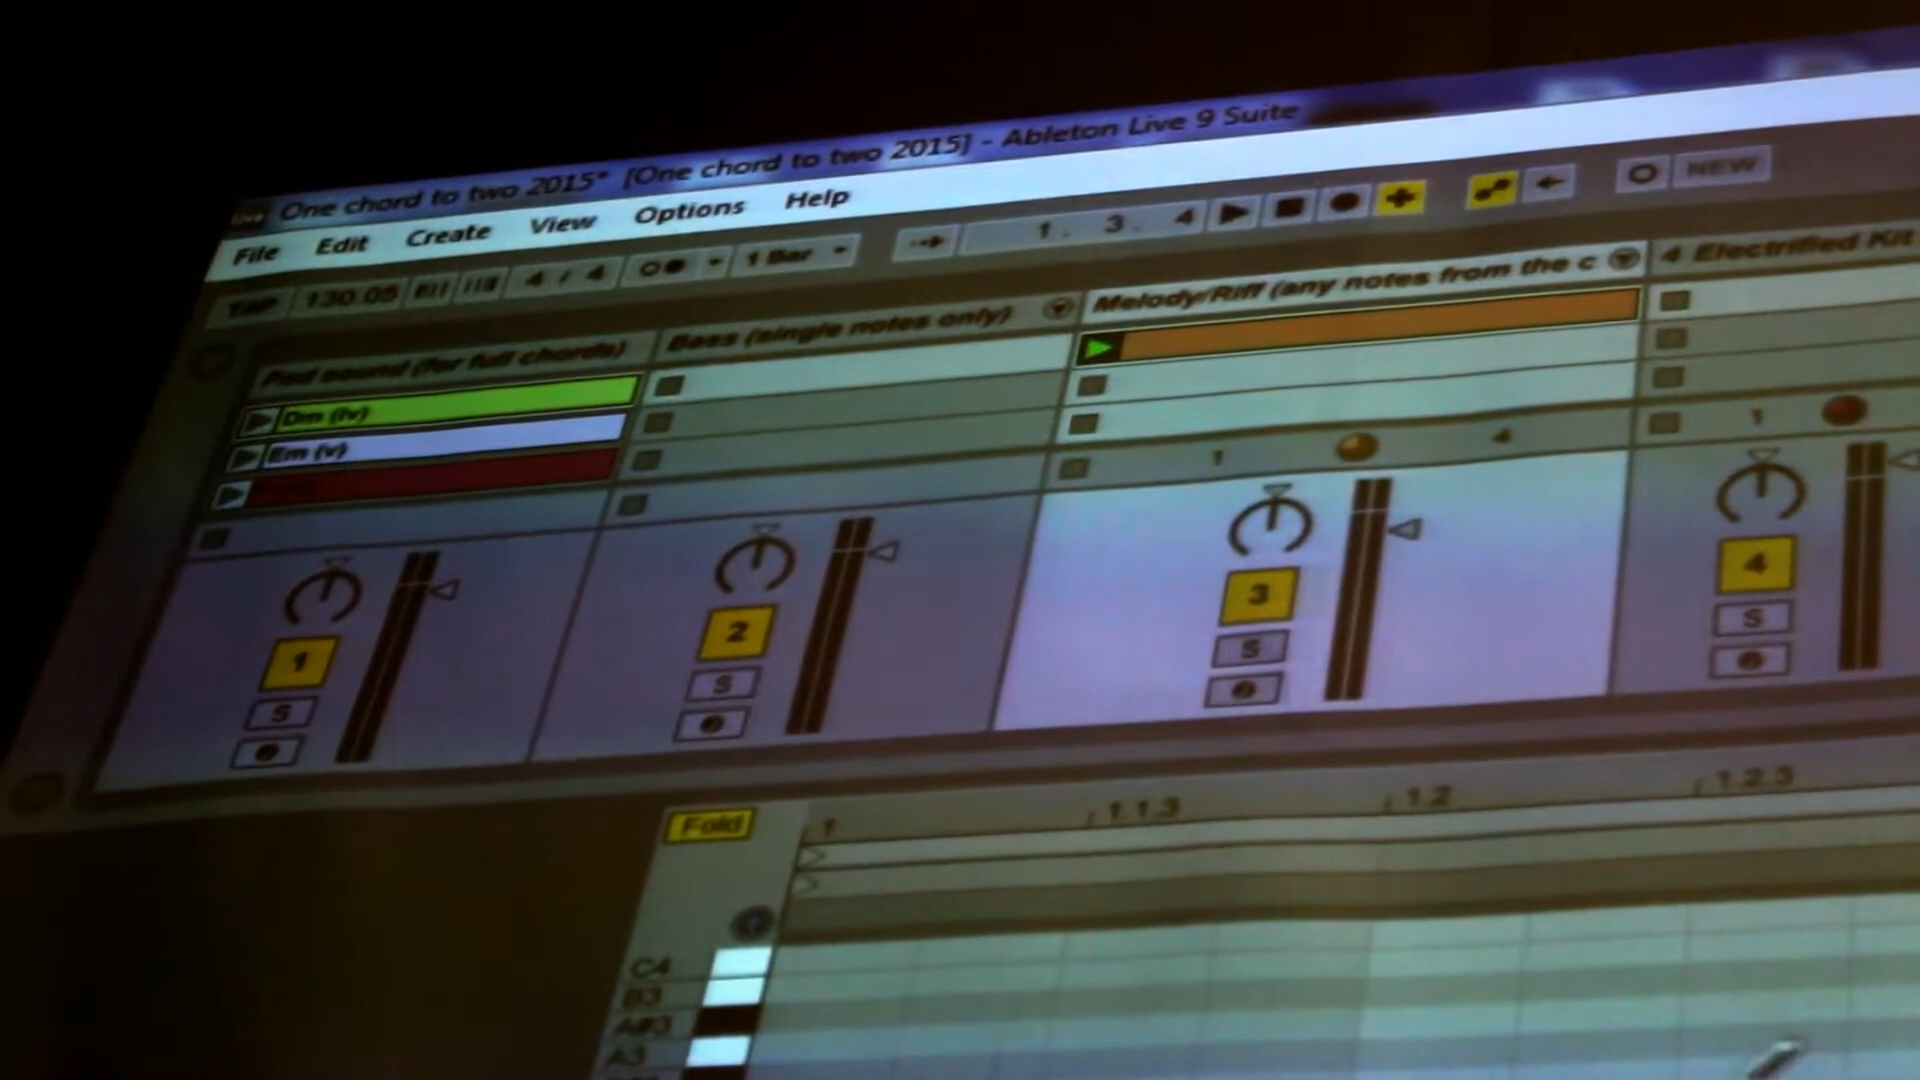 One chord to two 2015* [One chord to two 2015] - Ableton Live 9 Suite
File Edit Create View Options Help
TAP 130.05 4 / 4 1 Bar 1. 3. 4 NEW
Pad sound (for full chords) Bass (single notes only) Melody/Riff (any notes from the c 4 Electrified Kit
Dm (iv)
Em (v)
1 4 1
1 2 3 4
S S S S
Fold 1 1.1.3 1.2 1.2.3
C4
B3
A#3
A3